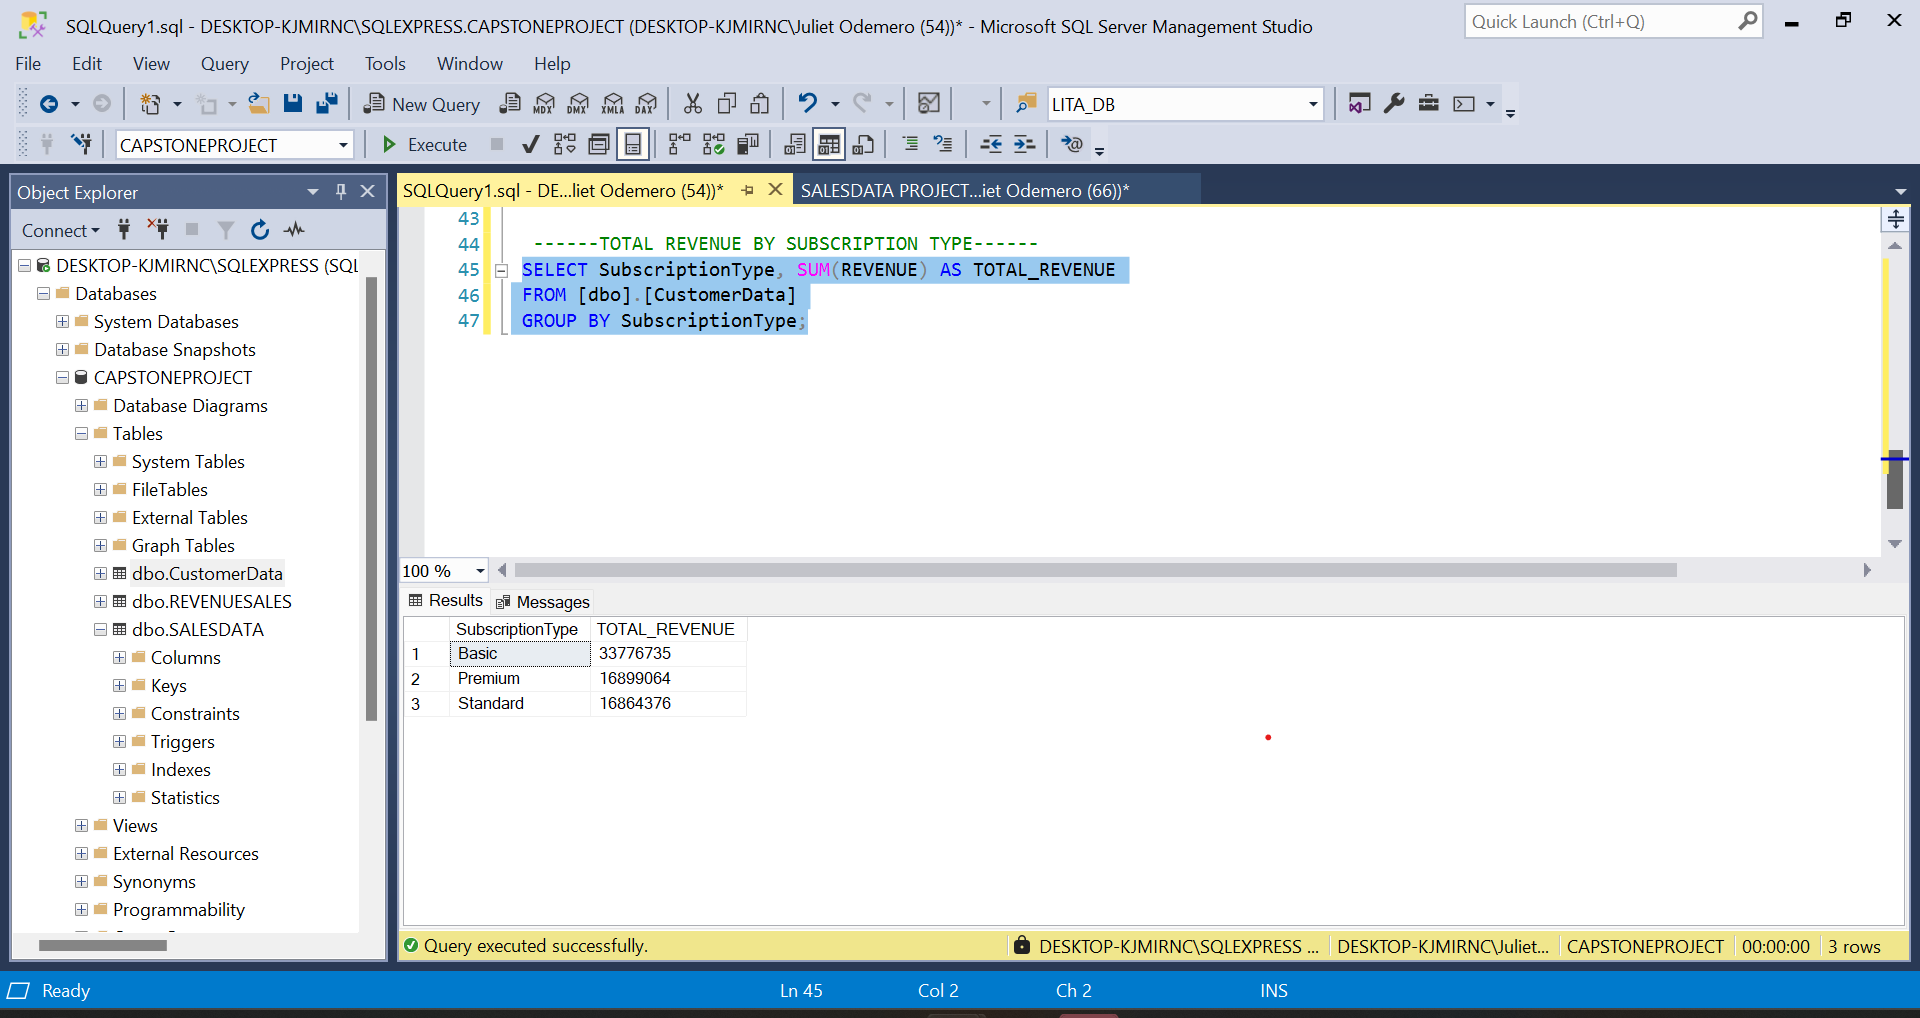 SQLQuery1.sql - DESKTOP-KJMIRNC\SQLEXPRESS.CAPSTONEPROJECT (DESKTOP-KJMIRNC\Juliet Odemero (54))* - Microsoft SQL Server Management Studio
Quick Launch (Ctrl+Q)
File Edit View Query Project Tools Window Help
New Query MDX DMX XMLA DAX LITA_DB
CAPSTONEPROJECT Execute
Object Explorer
SQLQuery1.sql - DE...liet Odemero (54))* SALESDATA PROJECT...iet Odemero (66))*
Connect
DESKTOP-KJMIRNC\SQLEXPRESS (SQL
Databases
System Databases
Database Snapshots
CAPSTONEPROJECT
Database Diagrams
Tables
System Tables
FileTables
External Tables
Graph Tables
dbo.CustomerData
dbo.REVENUESALES
dbo.SALESDATA
Columns
Keys
Constraints
Triggers
Indexes
Statistics
Views
External Resources
Synonyms
Programmability
43
44 ------TOTAL REVENUE BY SUBSCRIPTION TYPE------
45 SELECT SubscriptionType, SUM(REVENUE) AS TOTAL_REVENUE
46 FROM [dbo].[CustomerData]
47 GROUP BY SubscriptionType;
100 %
Results Messages
SubscriptionType TOTAL_REVENUE
1 Basic 33776735
2 Premium 16899064
3 Standard 16864376
Query executed successfully. DESKTOP-KJMIRNC\SQLEXPRESS ... DESKTOP-KJMIRNC\Juliet... CAPSTONEPROJECT 00:00:00 3 rows
Ready Ln 45 Col 2 Ch 2 INS